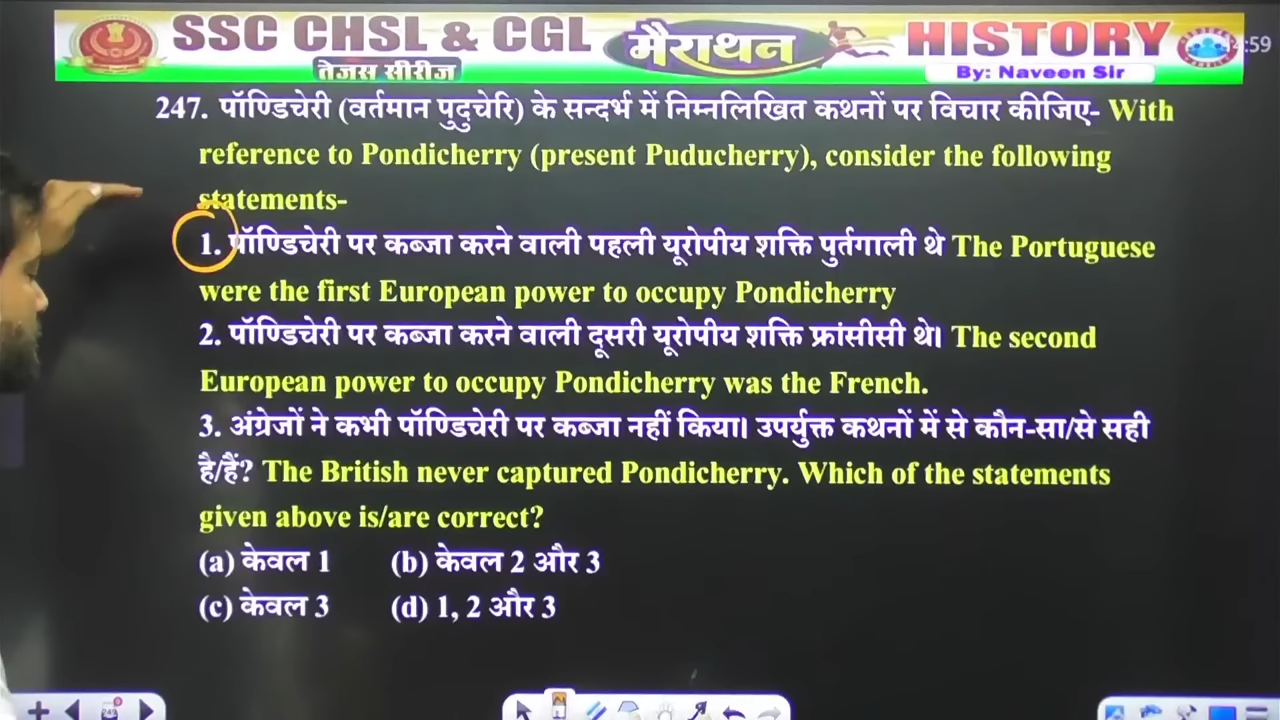 SSC CHSL & CGL मैराथन HISTORY
:59
तेजस सीरीज
By: Naveen Sir
247. पॉण्डिचेरी (वर्तमान पुदुचेरि) के सन्दर्भ में निम्नलिखित कथनों पर विचार कीजिए- With
reference to Pondicherry (present Puducherry), consider the following
statements-
1. पॉण्डिचेरी पर कब्जा करने वाली पहली यूरोपीय शक्ति पुर्तगाली थे The Portuguese
were the first European power to occupy Pondicherry
2. पॉण्डिचेरी पर कब्जा करने वाली दूसरी यूरोपीय शक्ति फ्रांसीसी थे। The second
European power to occupy Pondicherry was the French.
3. अंग्रेजों ने कभी पॉण्डिचेरी पर कब्जा नहीं किया। उपर्युक्त कथनों में से कौन-सा/से सही
है/हैं? The British never captured Pondicherry. Which of the statements
given above is/are correct?
(a) केवल 1 (b) केवल 2 और 3
(c) केवल 3 (d) 1, 2 और 3